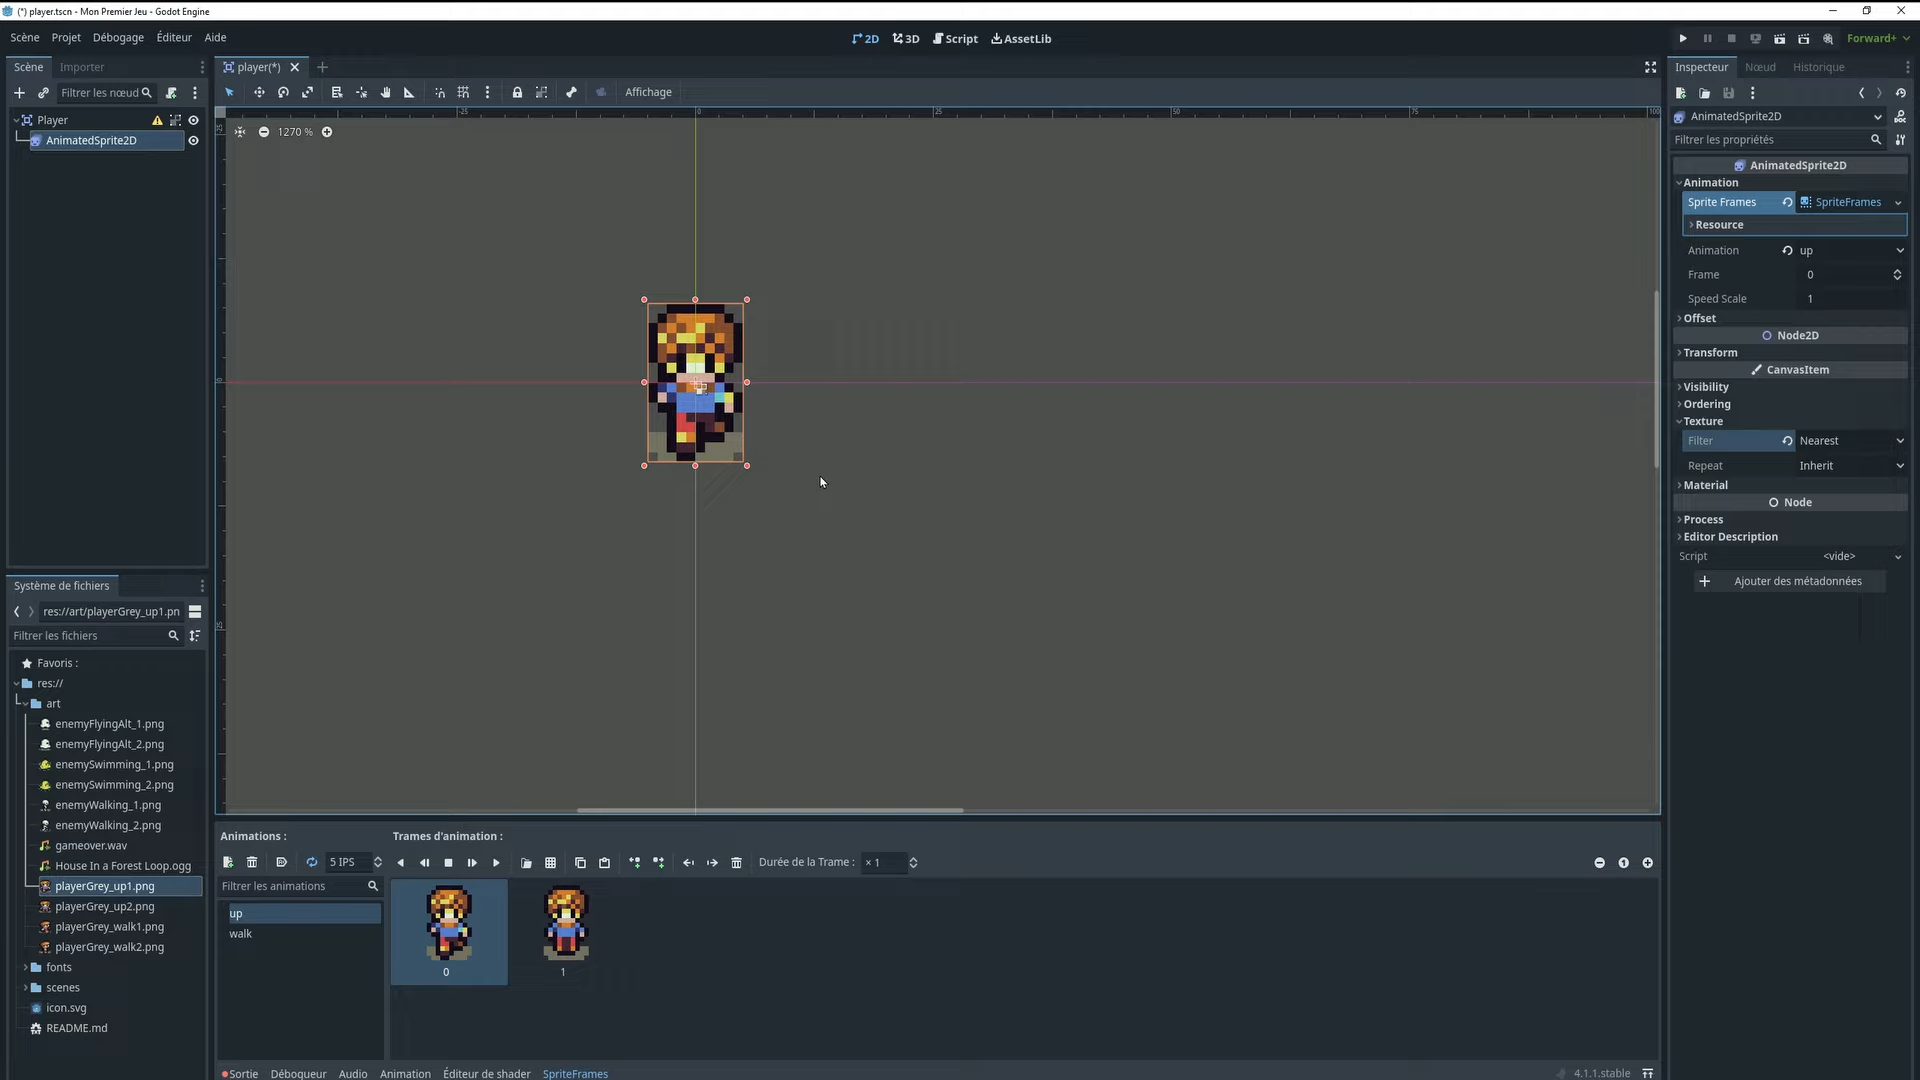 (*) player.tscn - Mon Premier Jeu - Godot Engine
Scène Projet Débogage Éditeur Aide
2D 3D Script AssetLib
Forward+
Scène Importer
player(*)
Inspecteur Nœud Historique
Filtrer les nœud
Affichage
Player
AnimatedSprite2D
1270 %
AnimatedSprite2D
Filtrer les propriétés
AnimatedSprite2D
Animation
Sprite Frames SpriteFrames
Resource
Animation up
Frame 0
Speed Scale 1
Offset
Node2D
Transform
CanvasItem
Visibility
Ordering
Texture
Filter Nearest
Repeat Inherit
Material
Node
Process
Editor Description
Script <vide>
Ajouter des métadonnées
Système de fichiers
res://art/playerGrey_up1.pn
Filtrer les fichiers
Favoris :
res://
art
enemyFlyingAlt_1.png
enemyFlyingAlt_2.png
enemySwimming_1.png
enemySwimming_2.png
enemyWalking_1.png
enemyWalking_2.png
gameover.wav
House In a Forest Loop.ogg
playerGrey_up1.png
playerGrey_up2.png
playerGrey_walk1.png
playerGrey_walk2.png
fonts
scenes
icon.svg
README.md
Animations :
Trames d'animation :
5 IPS
Durée de la Trame : × 1
Filtrer les animations
up
walk
0 1
Sortie Débogueur Audio Animation Éditeur de shader SpriteFrames
4.1.1.stable